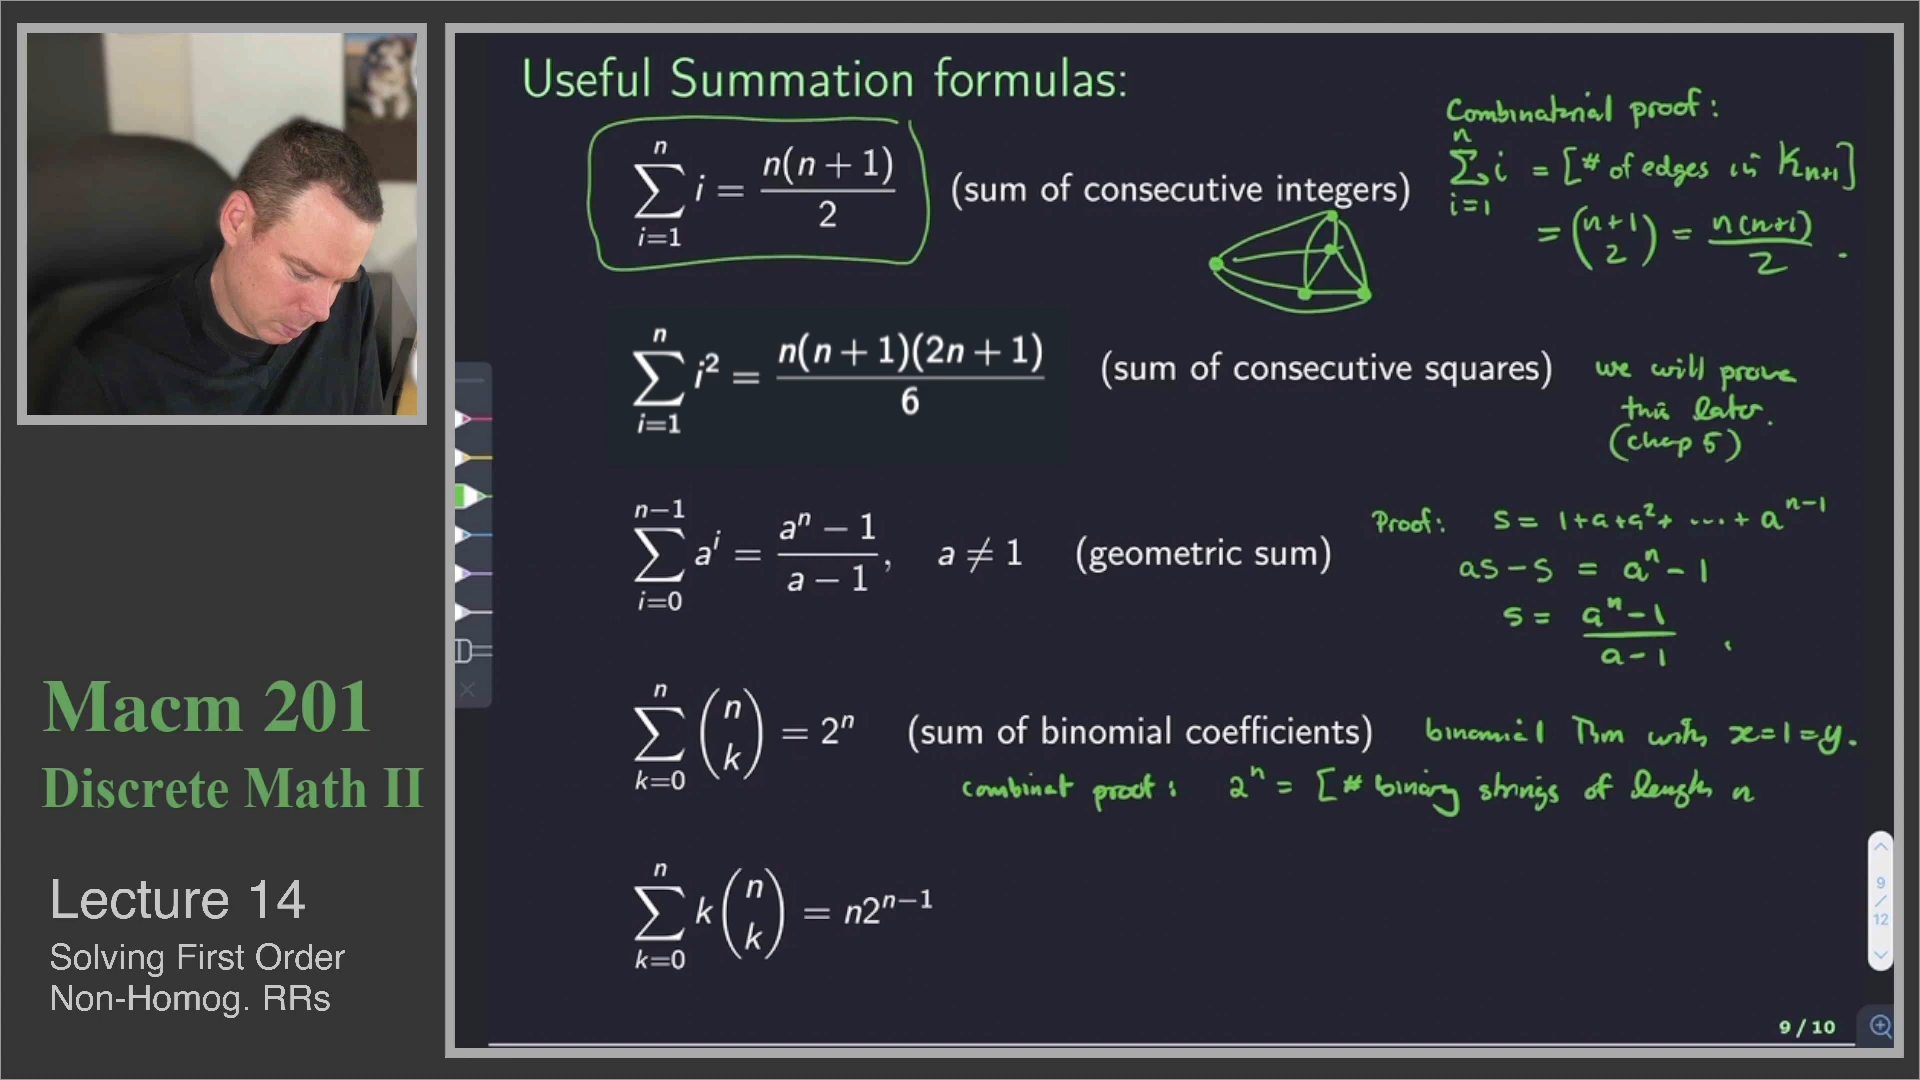 Useful Summation formulas:
n
∑ i = n(n + 1) / 2 (sum of consecutive integers)
i=1
Combinatorial proof:
n
∑ i = [# of edges in K_{n+1}]
i=1
= (n+1 2) = n(n+1) / 2 .
n
∑ i² = n(n + 1)(2n + 1) / 6 (sum of consecutive squares)
i=1
we will prove
this later.
(chap 5)
n−1
∑ a^i = (a^n − 1) / (a − 1), a ≠ 1 (geometric sum)
i=0
Proof: S = 1+a+a²+ ... + a^{n-1}
aS − S = a^n − 1
S = (a^n − 1) / (a − 1) .
n
∑ (n k) = 2^n (sum of binomial coefficients) binomial Thm with x=1=y.
k=0
combinat proof: 2^n = [# binary strings of length n
n
∑ k (n k) = n2^{n−1}
k=0
9 / 10
9
/
12
Macm 201
Discrete Math II
Lecture 14
Solving First Order
Non-Homog. RRs